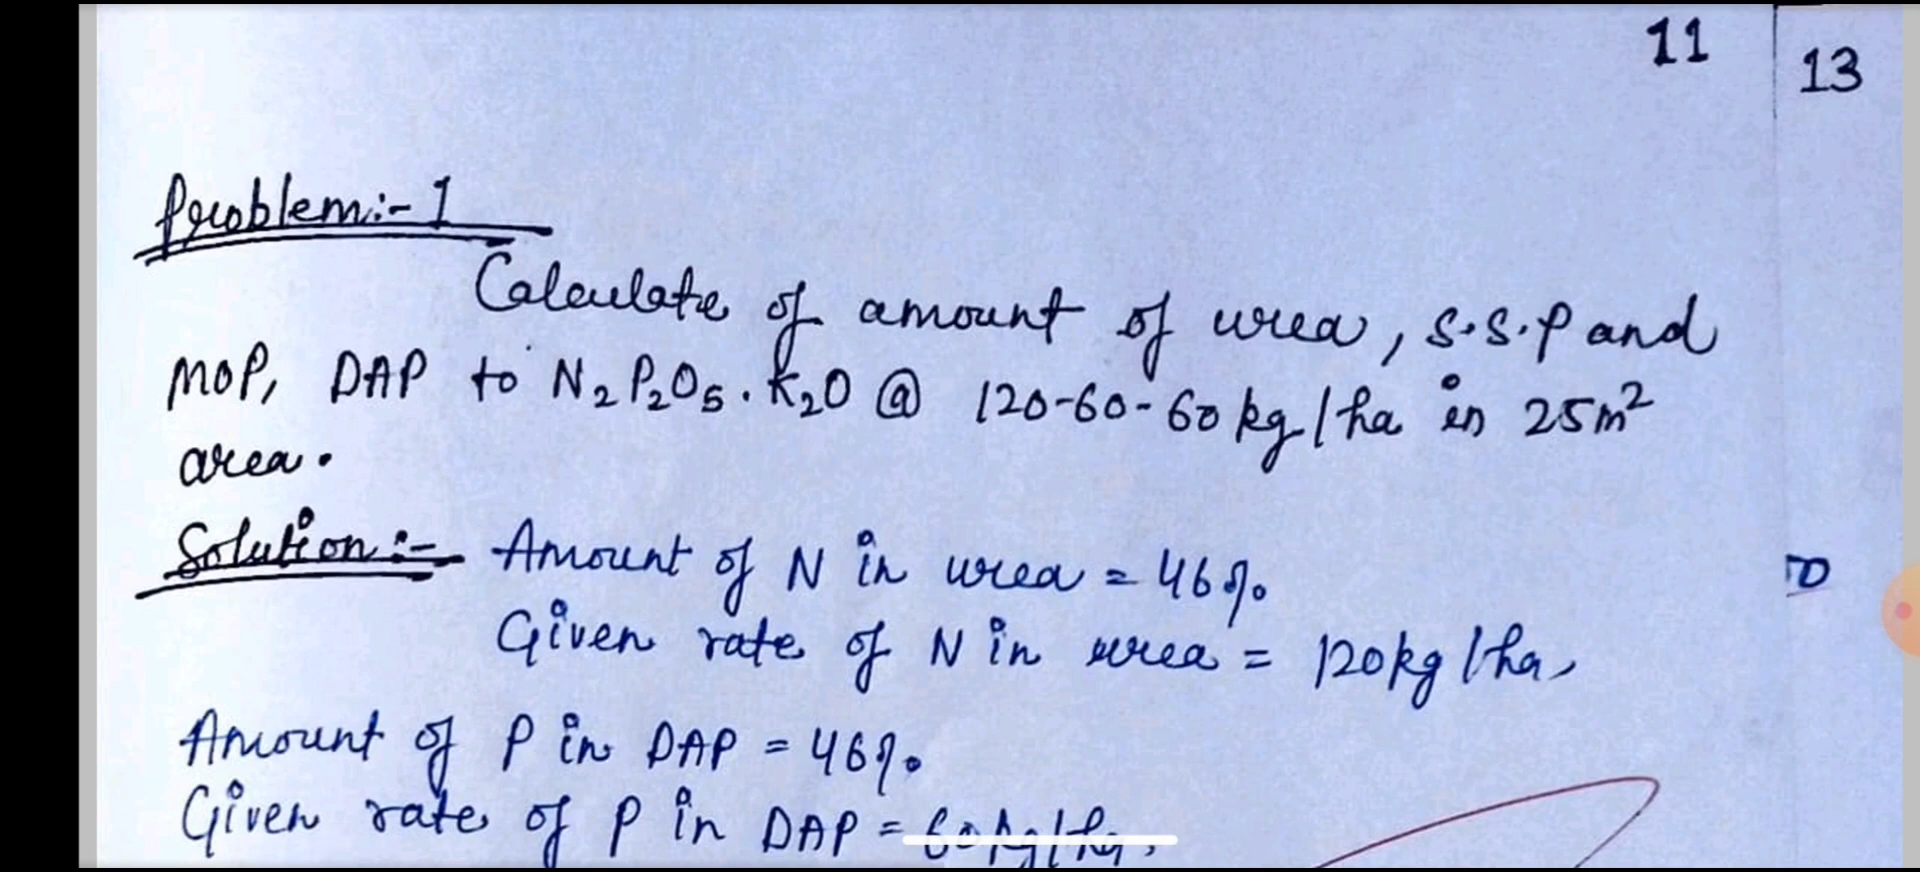 11
13
Problem:- 1
Calculate of amount of urea, S.S.P and
MOP, DAP to N₂ P₂O₅ . K₂O @ 120-60-60 kg/ha in 25m²
area.
Solution :- Amount of N in urea = 46%
Given rate of N in urea = 120kg/ha,
Amount of P in DAP = 46%
Given rate of P in DAP = 60kg/ha.